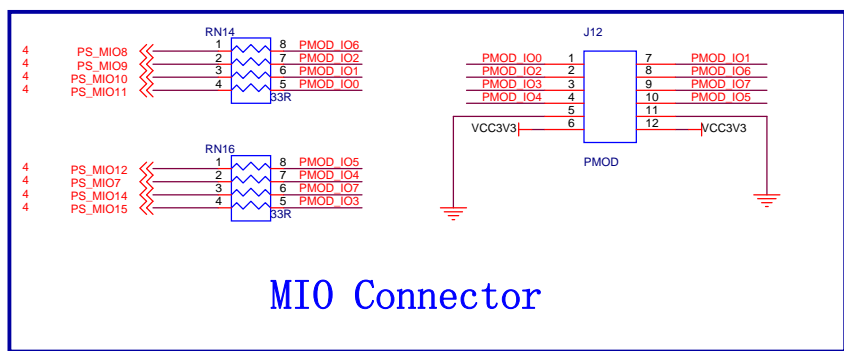 RN14
4 PS_MIO8 1 8 PMOD_IO6
4 PS_MIO9 2 7 PMOD_IO2
4 PS_MIO10 3 6 PMOD_IO1
4 PS_MIO11 4 5 PMOD_IO0
33R
RN16
4 PS_MIO12 1 8 PMOD_IO5
4 PS_MIO7 2 7 PMOD_IO4
4 PS_MIO14 3 6 PMOD_IO7
4 PS_MIO15 4 5 PMOD_IO3
33R
J12
PMOD_IO0 1 7 PMOD_IO1
PMOD_IO2 2 8 PMOD_IO6
PMOD_IO3 3 9 PMOD_IO7
PMOD_IO4 4 10 PMOD_IO5
5 11
VCC3V3 6 12 VCC3V3
PMOD
MIO Connector